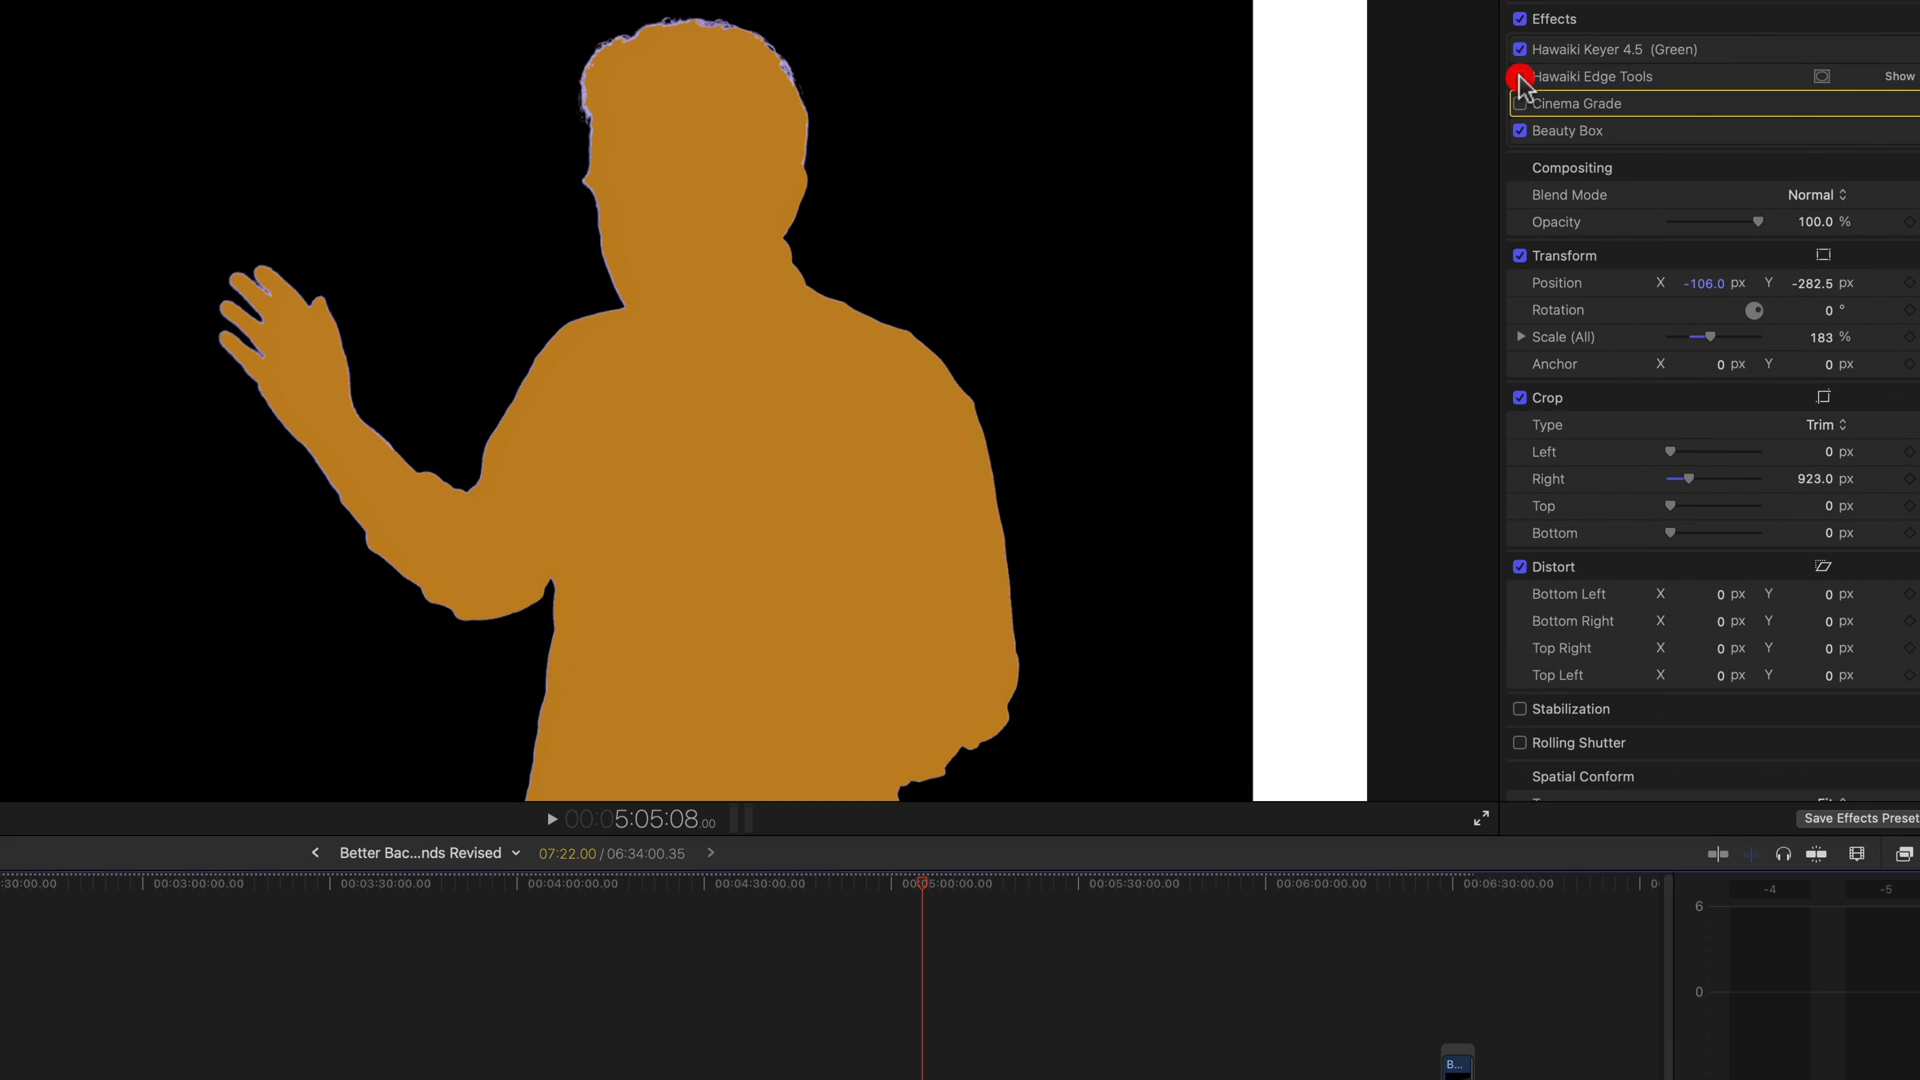 Effects
Hawaiki Keyer 4.5 (Green)
Hawaiki Edge Tools Show
Cinema Grade
Beauty Box
Compositing
Blend Mode Normal
Opacity 100.0 %
Transform
Position X -106.0 px Y -282.5 px
Rotation 0 °
Scale (All) 183 %
Anchor X 0 px Y 0 px
Crop
Type Trim
Left 0 px
Right 923.0 px
Top 0 px
Bottom 0 px
Distort
Bottom Left X 0 px Y 0 px
Bottom Right X 0 px Y 0 px
Top Right X 0 px Y 0 px
Top Left X 0 px Y 0 px
Stabilization
Rolling Shutter
Spatial Conform
00:05:05:08.00
Save Effects Preset
Better Bac...nds Revised 07:22.00 / 06:34:00.35
:30:00.00 00:03:00:00.00 00:03:30:00.00 00:04:00:00.00 00:04:30:00.00 00:05:00:00.00 00:05:30:00.00 00:06:00:00.00 00:06:30:00.00
-4 -5
6
0
B...